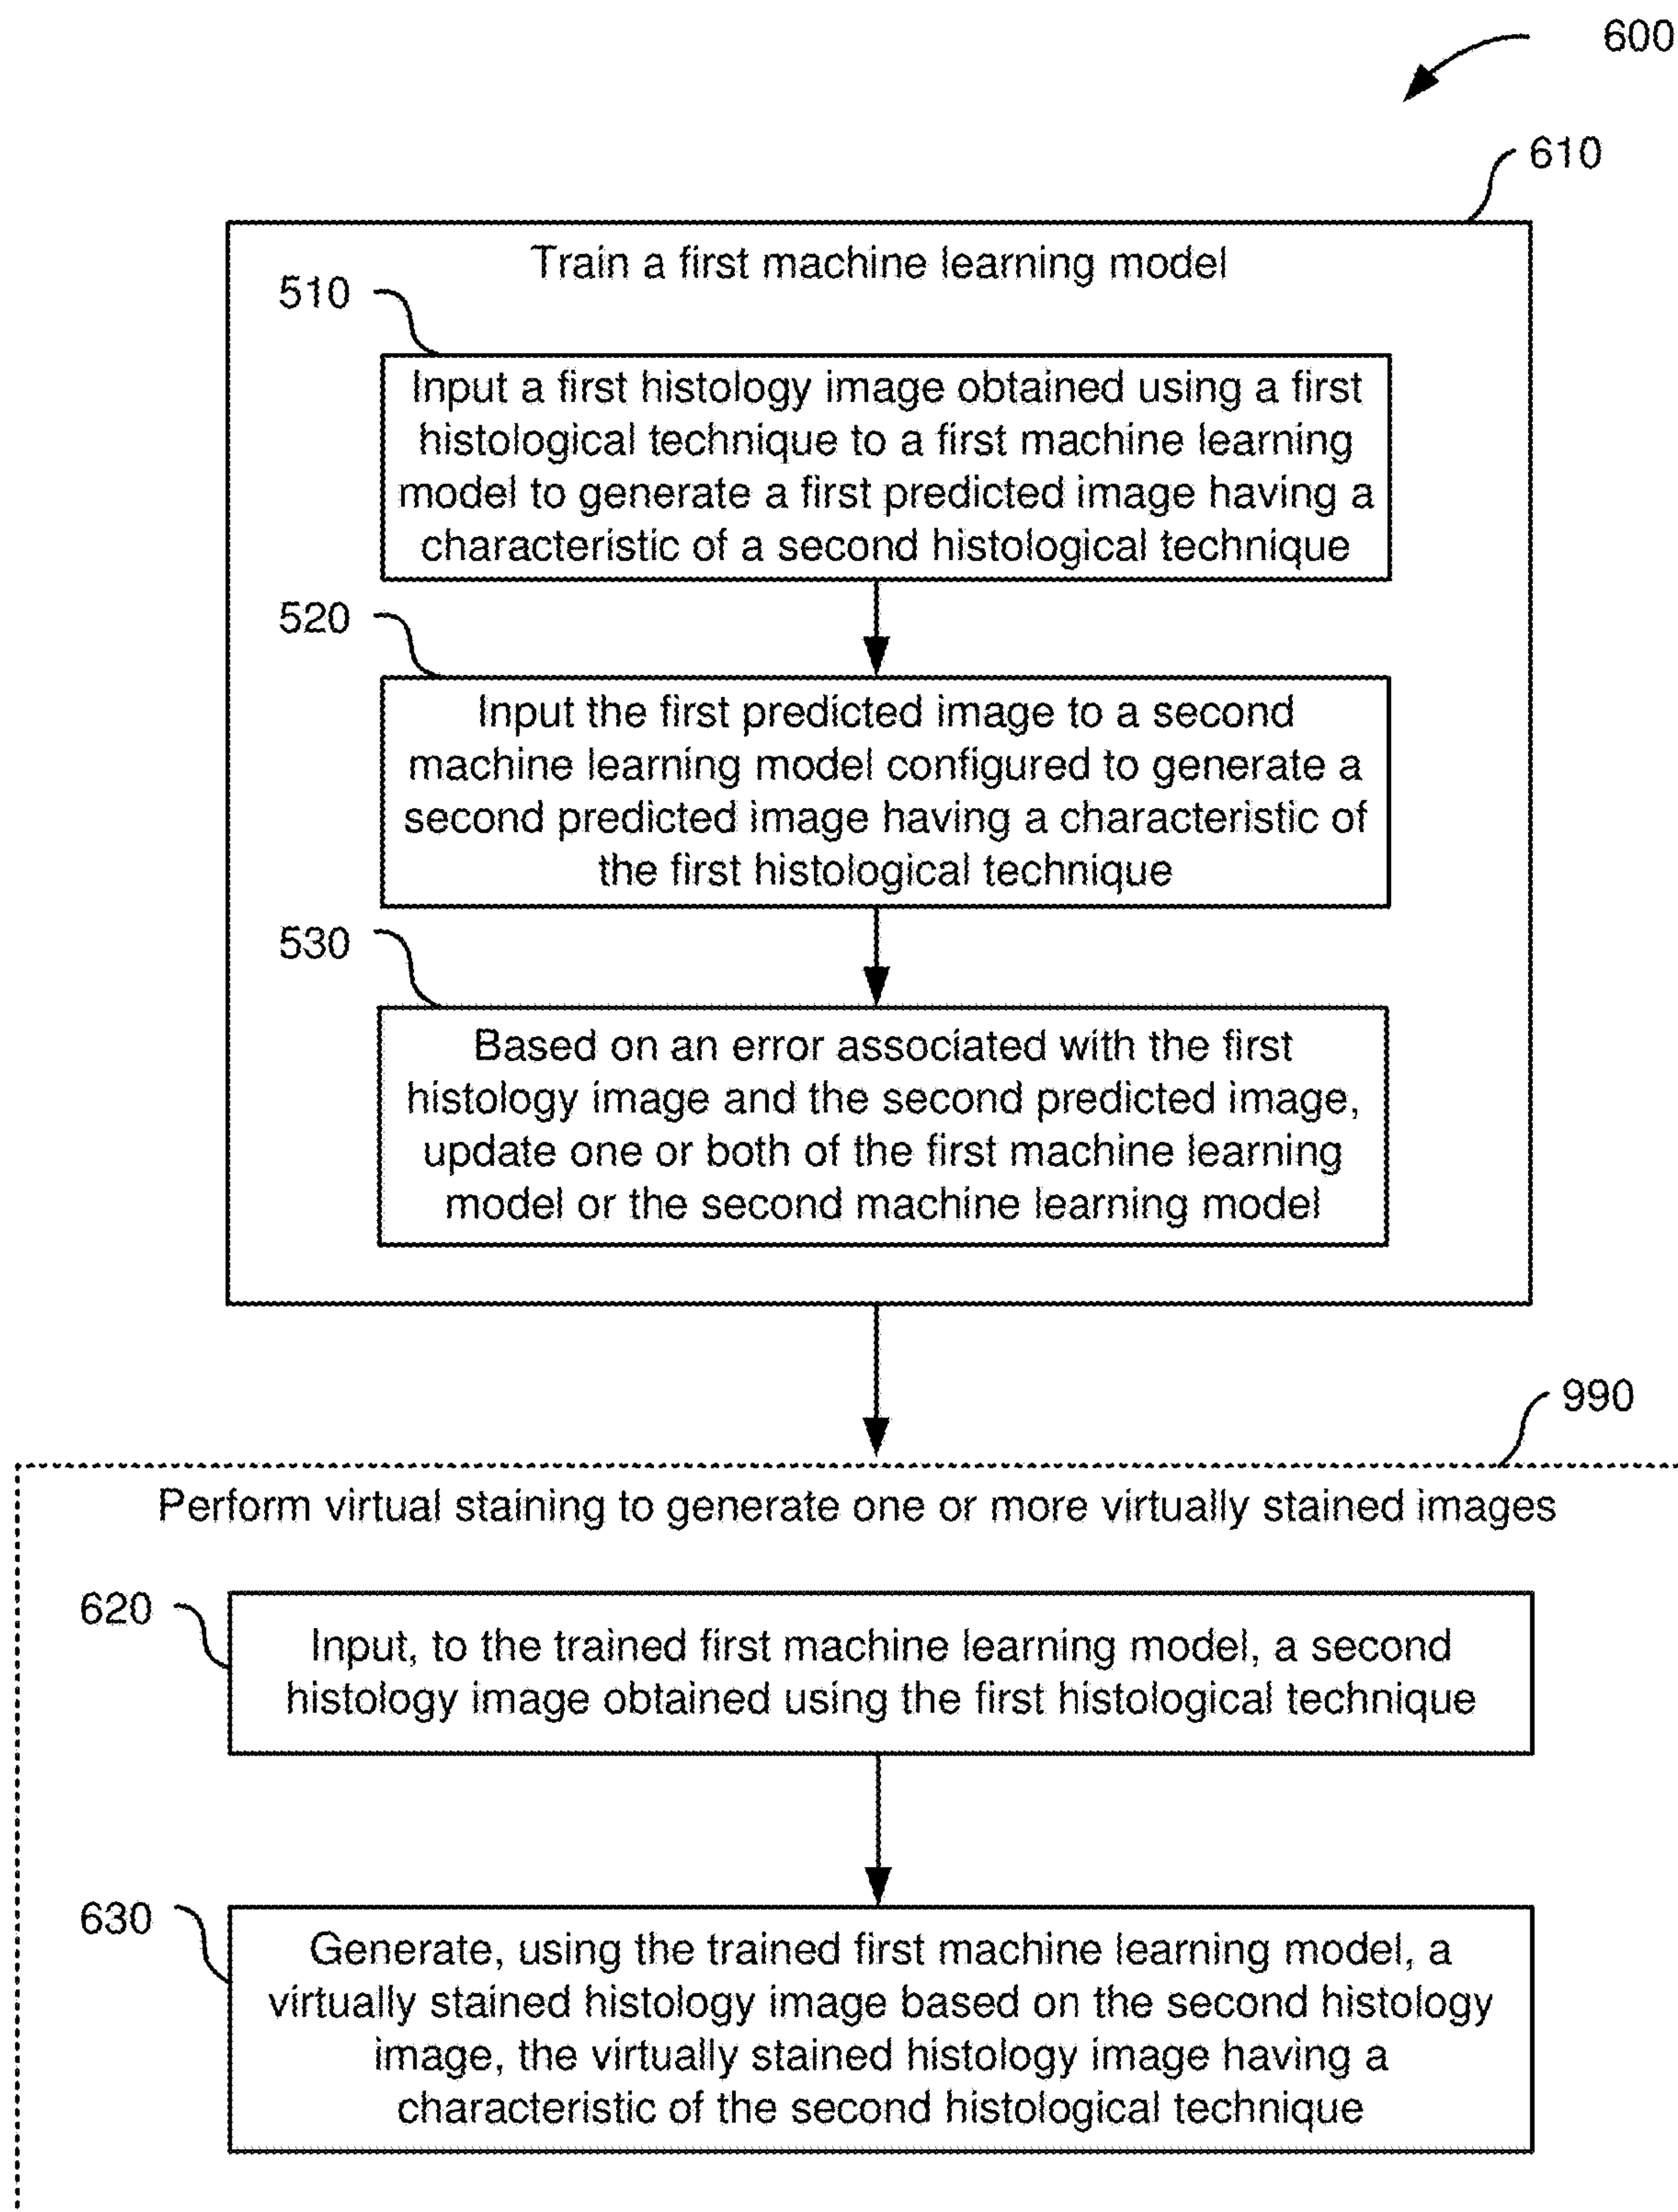 600
610
Train a first machine learning model
510
Input a first histology image obtained using a first
histological technique to a first machine learning
model to generate a first predicted image having a
characteristic of a second histological technique
520
Input the first predicted image to a second
machine learning model configured to generate a
second predicted image having a characteristic of
the first histological technique
530
Based on an error associated with the first
histology image and the second predicted image,
update one or both of the first machine learning
model or the second machine learning model
990
Perform virtual staining to generate one or more virtually stained images
620
Input, to the trained first machine learning model, a second
histology image obtained using the first histological technique
630
Generate, using the trained first machine learning model, a
virtually stained histology image based on the second histology
image, the virtually stained histology image having a
characteristic of the second histological technique